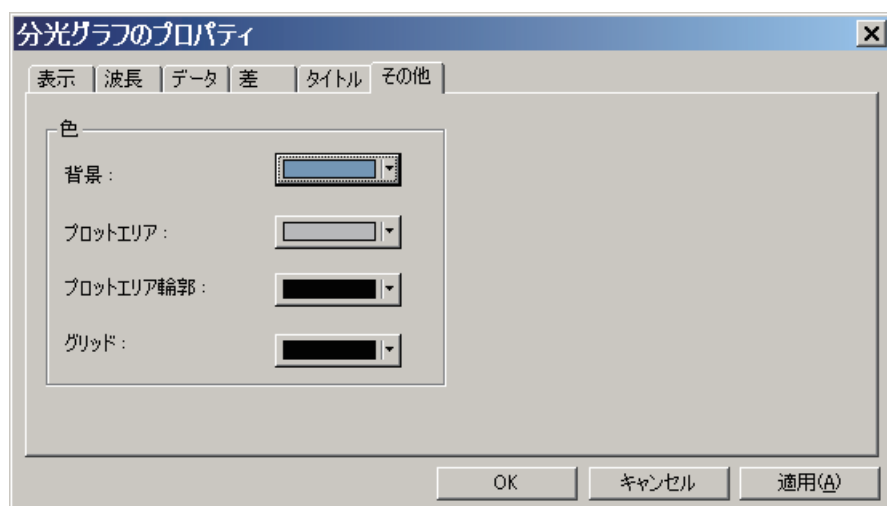 分光グラフのプロパティ
表示 波長 データ 差 タイトル その他
色
背景：
プロットエリア：
プロットエリア輪郭：
グリッド：
OK キャンセル 適用(A)